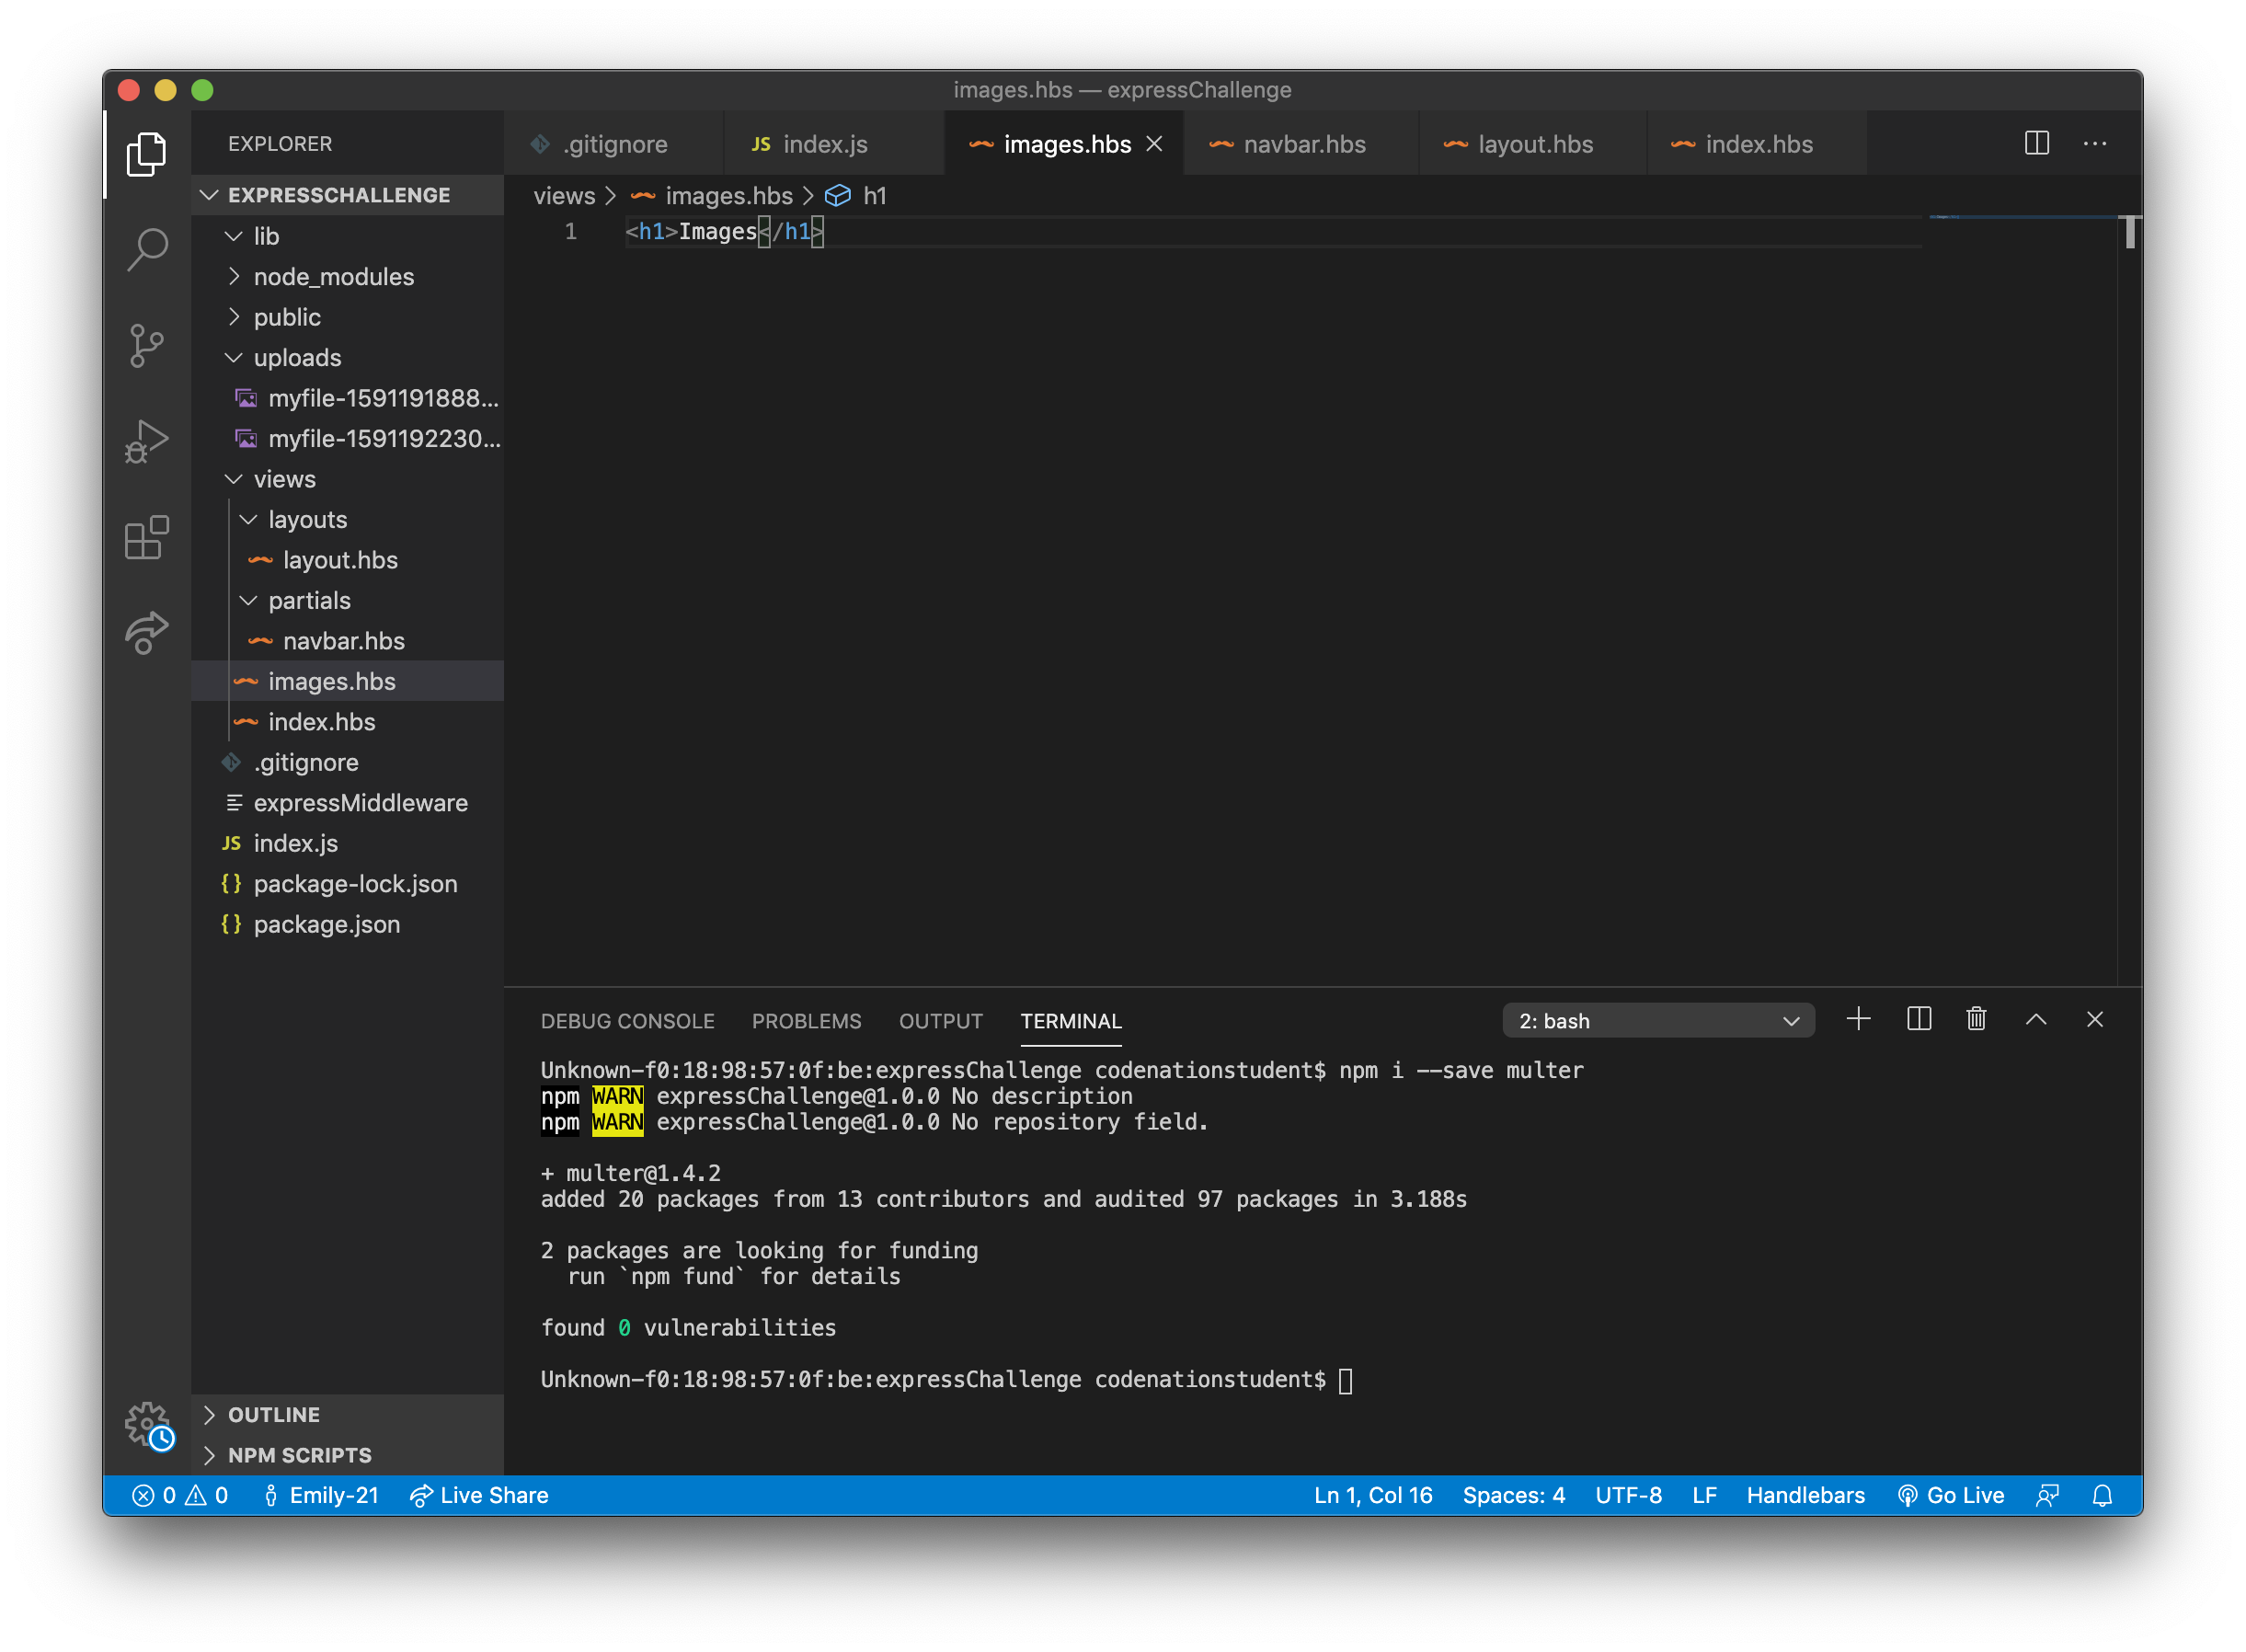 images.hbs — expressChallenge
EXPLORER
.gitignore
JS index.js
images.hbs
navbar.hbs
layout.hbs
index.hbs
EXPRESSCHALLENGE
views > images.hbs > h1
lib
node_modules
public
uploads
myfile-1591191888...
myfile-1591192230...
views
layouts
layout.hbs
partials
navbar.hbs
images.hbs
index.hbs
.gitignore
expressMiddleware
JS index.js
{} package-lock.json
{} package.json
OUTLINE
NPM SCRIPTS
1 <h1>Images</h1>
DEBUG CONSOLE PROBLEMS OUTPUT TERMINAL
2: bash
Unknown-f0:18:98:57:0f:be:expressChallenge codenationstudent$ npm i --save multer
npm WARN expressChallenge@1.0.0 No description
npm WARN expressChallenge@1.0.0 No repository field.
+ multer@1.4.2
added 20 packages from 13 contributors and audited 97 packages in 3.188s
2 packages are looking for funding
run `npm fund` for details
found 0 vulnerabilities
Unknown-f0:18:98:57:0f:be:expressChallenge codenationstudent$
0 0 Emily-21 Live Share Ln 1, Col 16 Spaces: 4 UTF-8 LF Handlebars Go Live